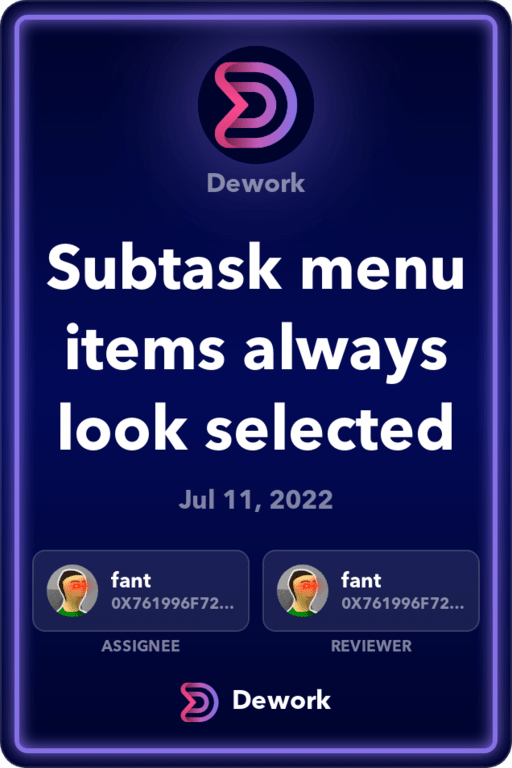 Dework
Subtask menu
items always
look selected
Jul 11, 2022
fant
0X761996F72...
ASSIGNEE
fant
0X761996F72...
REVIEWER
Dework